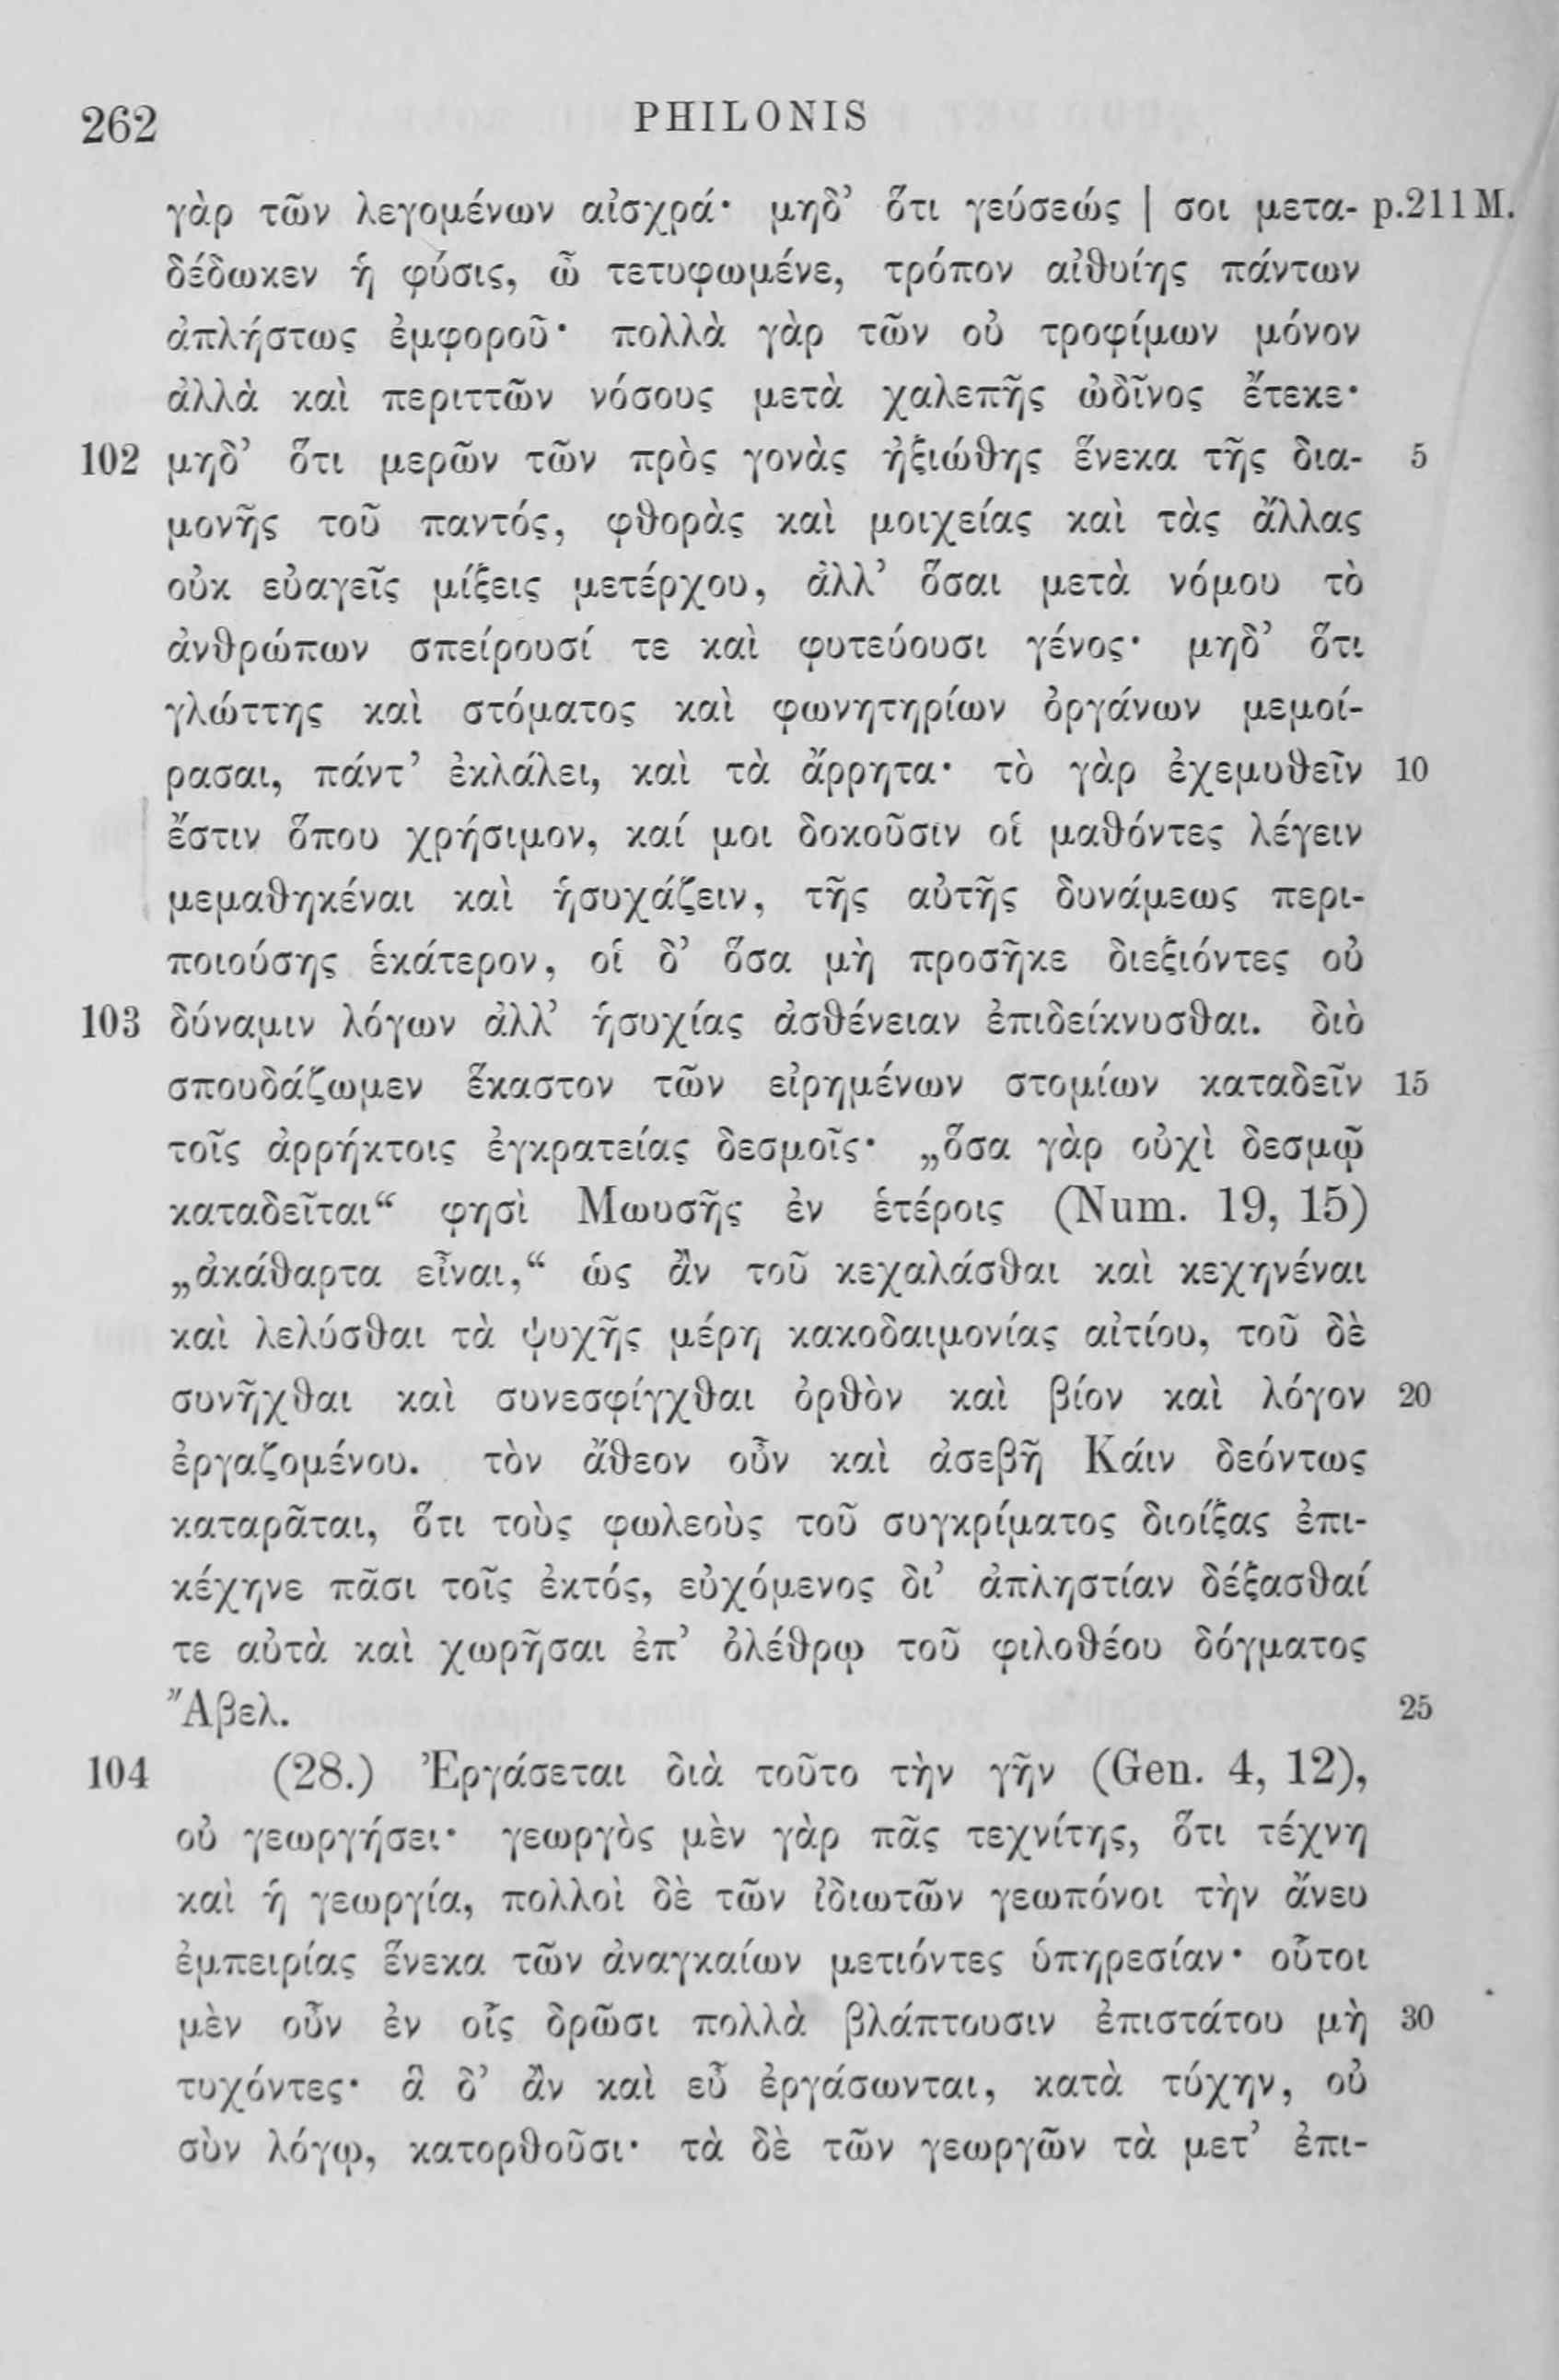 262 PHILONIS
γὰρ τῶν λεγομένων αἰσχρά· μηδ’ ὅτι γεύσεώς | σοι μετα- p.211 M.
δέδωκεν ἡ φύσις, ὦ τετυφωμένε, τρόπον αἰθυίης πάντων
ἀπλήστως ἐμφοροῦ· πολλὰ γὰρ τῶν οὐ τροφίμων μόνον
ἀλλὰ καὶ περιττῶν νόσους μετὰ χαλεπῆς ὠδῖνος ἔτεκε·
102 μηδ’ ὅτι μερῶν τῶν πρὸς γονὰς ἠξιώθης ἕνεκα τῆς δια- 5
μονῆς τοῦ παντός, φθορὰς καὶ μοιχείας καὶ τὰς ἄλλας
οὐκ εὐαγεῖς μίξεις μετέρχου, ἀλλ’ ὅσαι μετὰ νόμου τὸ
ἀνθρώπων σπείρουσί τε καὶ φυτεύουσι γένος· μηδ’ ὅτι
γλώττης καὶ στόματος καὶ φωνητηρίων ὀργάνων μεμοί-
ρασαι, πάντ’ ἐκλάλει, καὶ τὰ ἄρρητα· τὸ γὰρ ἐχεμυθεῖν 10
ἔστιν ὅπου χρήσιμον, καί μοι δοκοῦσιν οἱ μαθόντες λέγειν
μεμαθηκέναι καὶ ἡσυχάζειν, τῆς αὐτῆς δυνάμεως περι-
ποιούσης ἑκάτερον, οἱ δ’ ὅσα μὴ προσῆκε διεξιόντες οὐ
103 δύναμιν λόγων ἀλλ’ ἡσυχίας ἀσθένειαν ἐπιδείκνυσθαι. διὸ
σπουδάζωμεν ἕκαστον τῶν εἰρημένων στομίων καταδεῖν 15
τοῖς ἀρρήκτοις ἐγκρατείας δεσμοῖς· „ὅσα γὰρ οὐχὶ δεσμῷ
καταδεῖται“ φησὶ Μωυσῆς ἐν ἑτέροις (Num. 19, 15)
„ἀκάθαρτα εἶναι,“ ὡς ἂν τοῦ κεχαλάσθαι καὶ κεχηνέναι
καὶ λελύσθαι τὰ ψυχῆς μέρη κακοδαιμονίας αἰτίου, τοῦ δὲ
συνῆχθαι καὶ συνεσφίγχθαι ὀρθὸν καὶ βίον καὶ λόγον 20
ἐργαζομένου. τὸν ἄθεον οὖν καὶ ἀσεβῆ Κάιν δεόντως
καταρᾶται, ὅτι τοὺς φωλεοὺς τοῦ συγκρίματος διοίξας ἐπι-
κέχηνε πᾶσι τοῖς ἐκτός, εὐχόμενος δι’ ἀπληστίαν δέξασθαί
τε αὐτὰ καὶ χωρῆσαι ἐπ’ ὀλέθρῳ τοῦ φιλοθέου δόγματος
Ἄβελ. 25
104 (28.) Ἐργάσεται διὰ τοῦτο τὴν γῆν (Gen. 4, 12),
οὐ γεωργήσει· γεωργὸς μὲν γὰρ πᾶς τεχνίτης, ὅτι τέχνη
καὶ ἡ γεωργία, πολλοὶ δὲ τῶν ἰδιωτῶν γεωπόνοι τὴν ἄνευ
ἐμπειρίας ἕνεκα τῶν ἀναγκαίων μετιόντες ὑπηρεσίαν· οὗτοι
μὲν οὖν ἐν οἷς δρῶσι πολλὰ βλάπτουσιν ἐπιστάτου μὴ 30
τυχόντες· ἃ δ’ ἂν καὶ εὖ ἐργάσωνται, κατὰ τύχην, οὐ
σὺν λόγῳ, κατορθοῦσι· τὰ δὲ τῶν γεωργῶν τὰ μετ’ ἐπι-